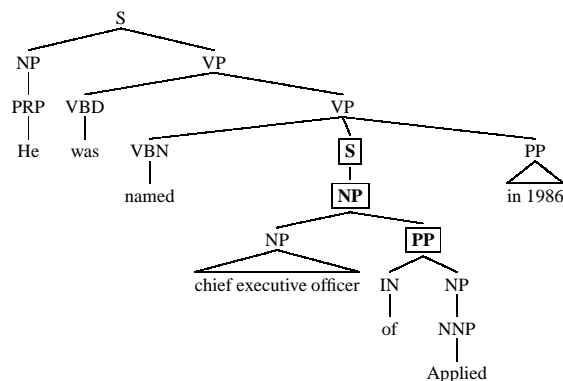 S
NP VP
PRP VBD VP
He was VBN S PP
named NP in 1986
NP PP
chief executive officer IN NP
of NNP
Applied